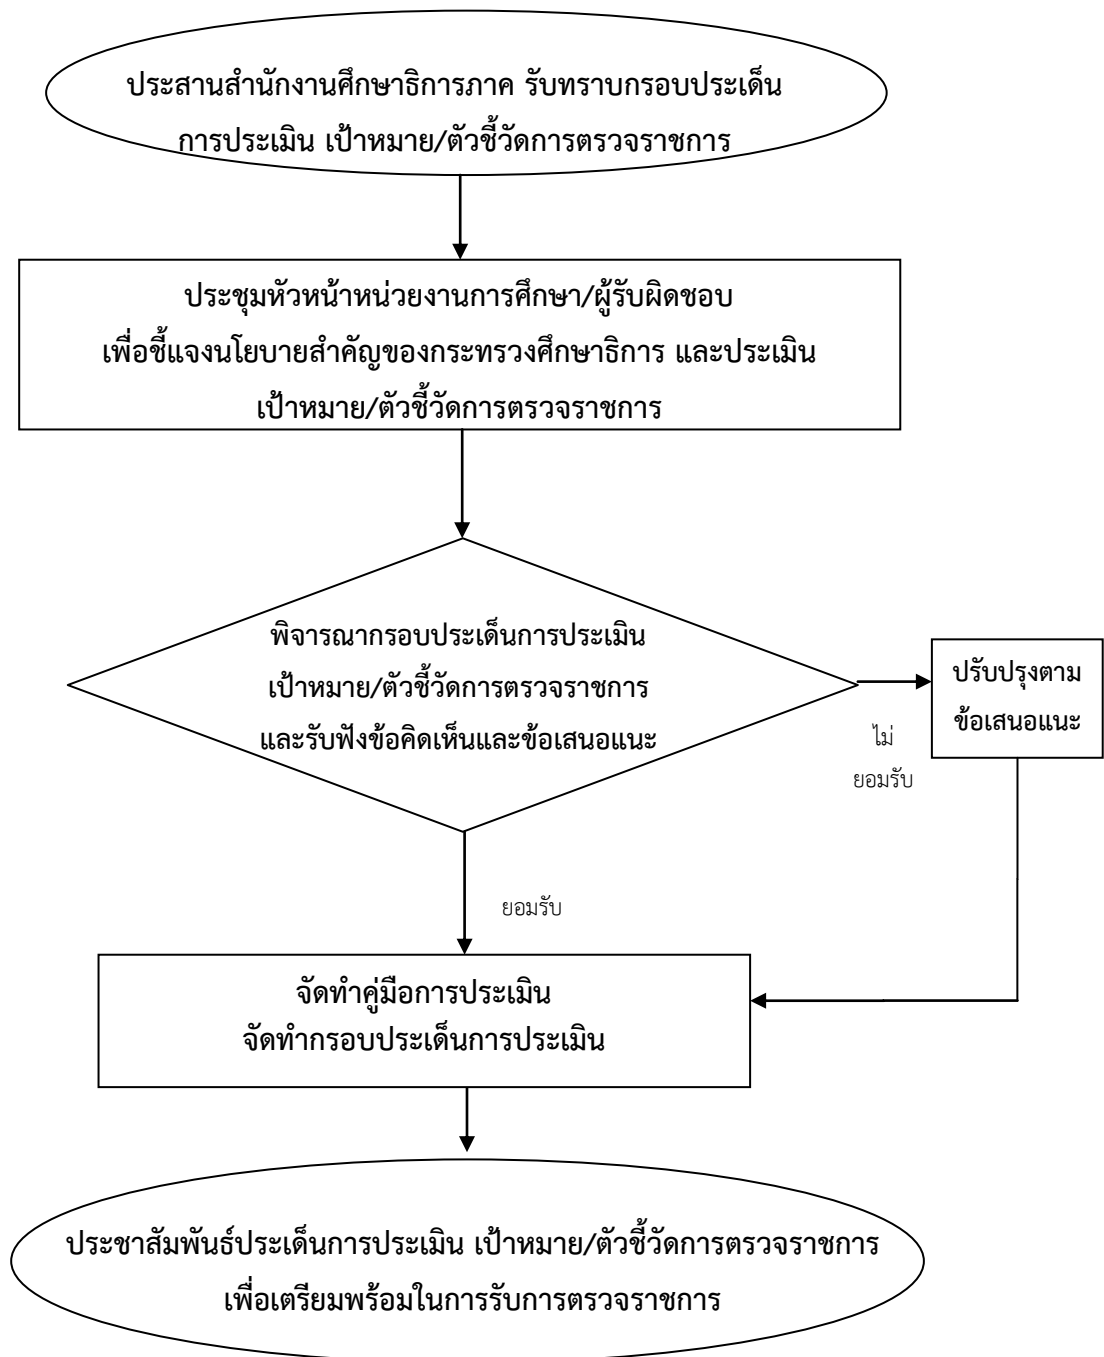 ประสานสำนักงานศึกษาธิการภาค รับทราบกรอบประเด็น
การประเมิน เป้าหมาย/ตัวชี้วัดการตรวจราชการ
ประชุมหัวหน้าหน่วยงานการศึกษา/ผู้รับผิดชอบ
เพื่อชี้แจงนโยบายสำคัญของกระทรวงศึกษาธิการ และประเมิน
เป้าหมาย/ตัวชี้วัดการตรวจราชการ
พิจารณากรอบประเด็นการประเมิน
เป้าหมาย/ตัวชี้วัดการตรวจราชการ
และรับฟังข้อคิดเห็นและข้อเสนอแนะ
ไม่
ยอมรับ
ปรับปรุงตาม
ข้อเสนอแนะ
ยอมรับ
จัดทำคู่มือการประเมิน
จัดทำกรอบประเด็นการประเมิน
ประชาสัมพันธ์ประเด็นการประเมิน เป้าหมาย/ตัวชี้วัดการตรวจราชการ
เพื่อเตรียมพร้อมในการรับการตรวจราชการ